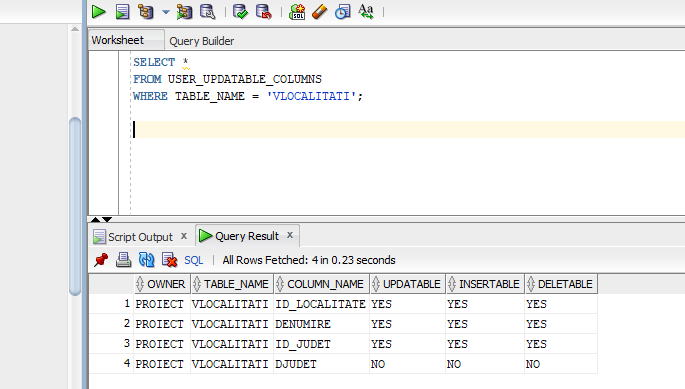 Worksheet Query Builder
SELECT *
FROM USER_UPDATABLE_COLUMNS
WHERE TABLE_NAME = 'VLOCALITATI';
Script Output x Query Result x
SQL | All Rows Fetched: 4 in 0.23 seconds
OWNER TABLE_NAME COLUMN_NAME UPDATABLE INSERTABLE DELETABLE
1 PROIECT VLOCALITATI ID_LOCALITATE YES YES YES
2 PROIECT VLOCALITATI DENUMIRE YES YES YES
3 PROIECT VLOCALITATI ID_JUDET YES YES YES
4 PROIECT VLOCALITATI DJUDET NO NO NO